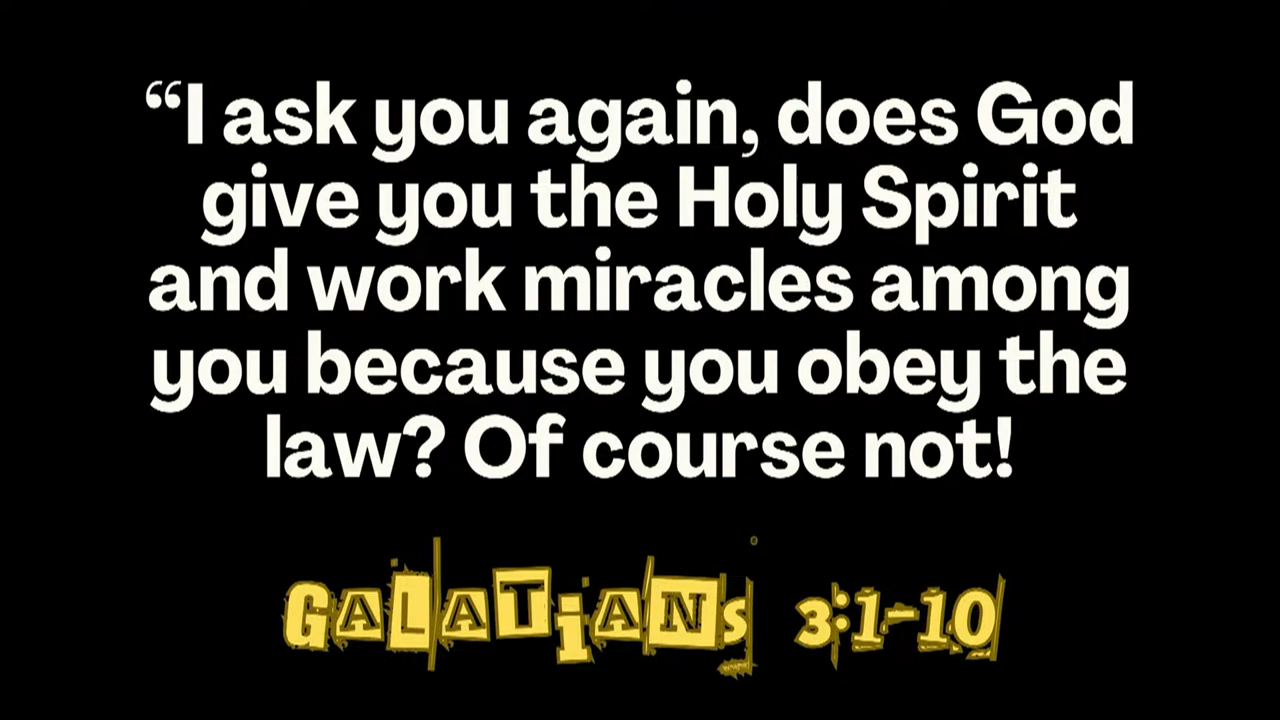 “I ask you again, does God
give you the Holy Spirit
and work miracles among
you because you obey the
law? Of course not!
GALATIANS 3:1-10